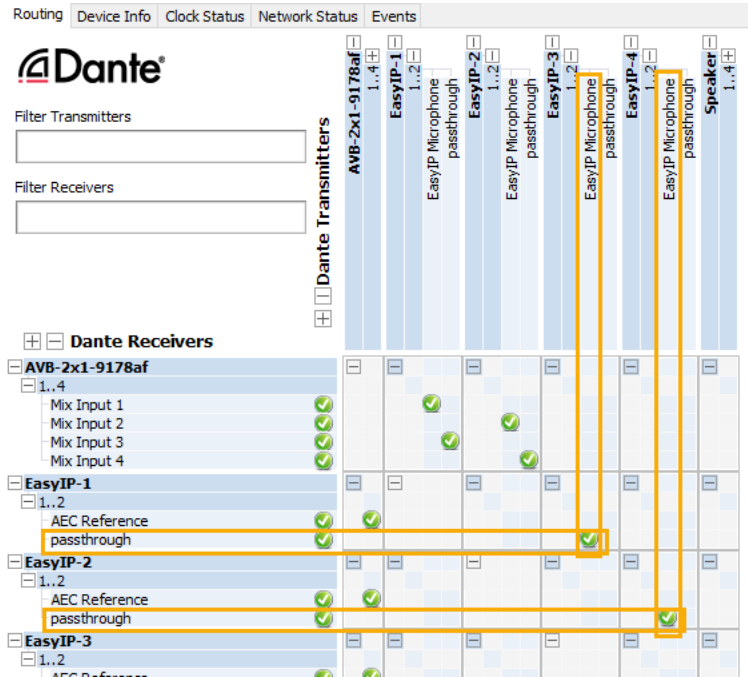 Routing Device Info Clock Status Network Status Events
Dante®
Filter Transmitters
Filter Receivers
Dante Transmitters
AVB-2x1-9178af
1..4
EasyIP-1
1..2
EasyIP Microphone
passthrough
EasyIP-2
1..2
EasyIP Microphone
passthrough
EasyIP-3
1..2
EasyIP Microphone
passthrough
EasyIP-4
1..2
EasyIP Microphone
passthrough
Speaker
1..4
Dante Receivers
AVB-2x1-9178af
1..4
Mix Input 1
Mix Input 2
Mix Input 3
Mix Input 4
EasyIP-1
1..2
AEC Reference
passthrough
EasyIP-2
1..2
AEC Reference
passthrough
EasyIP-3
1..2
AEC Reference